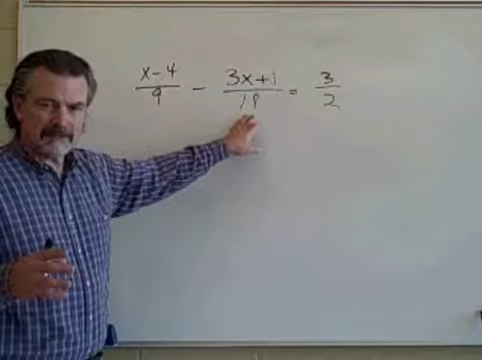 x-4/9 - 3x+1/18 = 3/2